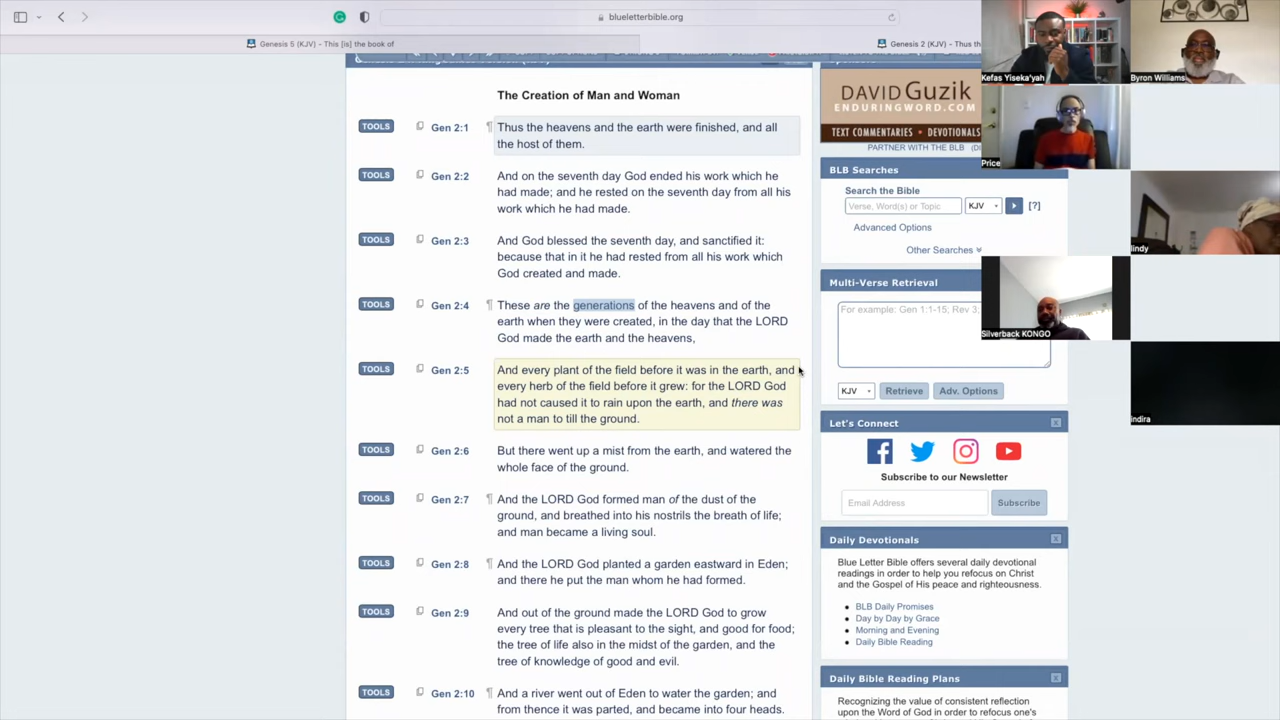 blueletterbible.org
Genesis 5 (KJV) - This [is] the book of
Genesis 2 (KJV) - Thus th
The Creation of Man and Woman
TOOLS Gen 2:1 ¶ Thus the heavens and the earth were finished, and all
the host of them.
TOOLS Gen 2:2 And on the seventh day God ended his work which he
had made; and he rested on the seventh day from all his
work which he had made.
TOOLS Gen 2:3 And God blessed the seventh day, and sanctified it:
because that in it he had rested from all his work which
God created and made.
TOOLS Gen 2:4 ¶ These are the generations of the heavens and of the
earth when they were created, in the day that the LORD
God made the earth and the heavens,
TOOLS Gen 2:5 And every plant of the field before it was in the earth, and
every herb of the field before it grew: for the LORD God
had not caused it to rain upon the earth, and there was
not a man to till the ground.
TOOLS Gen 2:6 But there went up a mist from the earth, and watered the
whole face of the ground.
TOOLS Gen 2:7 ¶ And the LORD God formed man of the dust of the
ground, and breathed into his nostrils the breath of life;
and man became a living soul.
TOOLS Gen 2:8 ¶ And the LORD God planted a garden eastward in Eden;
and there he put the man whom he had formed.
TOOLS Gen 2:9 And out of the ground made the LORD God to grow
every tree that is pleasant to the sight, and good for food;
the tree of life also in the midst of the garden, and the
tree of knowledge of good and evil.
TOOLS Gen 2:10 ¶ And a river went out of Eden to water the garden; and
from thence it was parted, and became into four heads.
DAVID GUZIK
ENDURINGWORD.COM
TEXT COMMENTARIES • DEVOTIONALS
PARTNER WITH THE BLB (D
BLB Searches
Search the Bible
Verse, Word(s) or Topic KJV [?]
Advanced Options
Other Searches
Multi-Verse Retrieval
For example: Gen 1:1-15; Rev 3;
KJV Retrieve Adv. Options
Let's Connect
Subscribe to our Newsletter
Email Address Subscribe
Daily Devotionals
Blue Letter Bible offers several daily devotional
readings in order to help you refocus on Christ
and the Gospel of His peace and righteousness.
• BLB Daily Promises
• Day by Day by Grace
• Morning and Evening
• Daily Bible Reading
Daily Bible Reading Plans
Recognizing the value of consistent reflection
upon the Word of God in order to refocus one's
Kefas Yiseka'yah
Byron Williams
Price
lindy
Silverback KONGO
indira